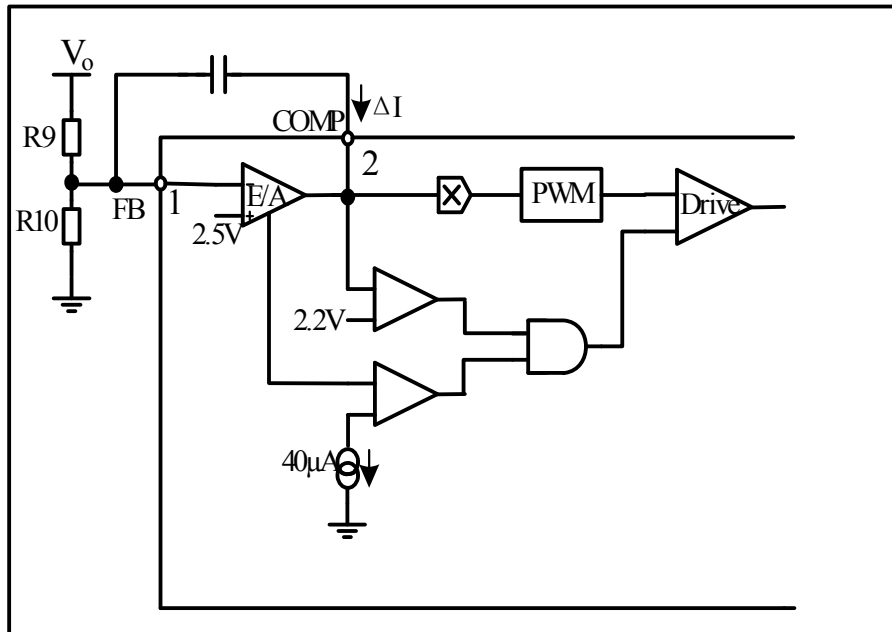 Vo
ΔI
COMP
R9
2
E/A
X
PWM
Drive
FB
1
R10
2.5V
2.2V
40μA